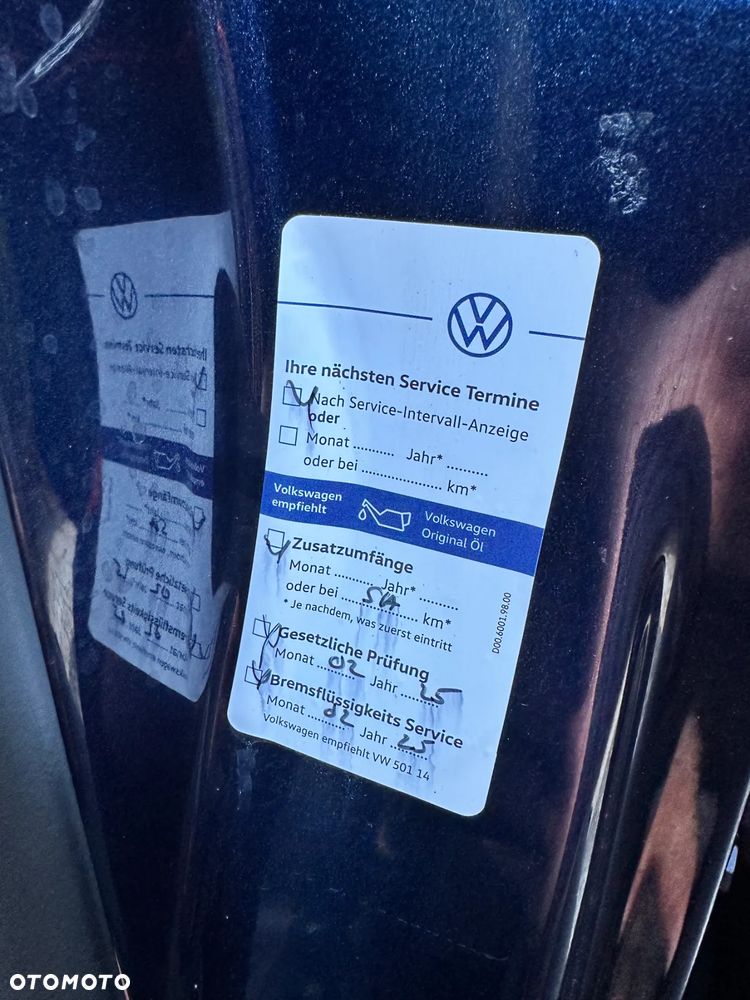 Ihre nächsten Service Termine
Nach Service-Intervall-Anzeige
oder
Monat .......... Jahr* ..........
oder bei .................... km*
Volkswagen empfiehlt
Volkswagen Original Öl
Zusatzumfänge
Monat .......... Jahr* ..........
oder bei .......... km*
* Je nachdem, was zuerst eintritt
Gesetzliche Prüfung
Monat 02 Jahr 25
Bremsflüssigkeits Service
Monat 02 Jahr 25
Volkswagen empfiehlt VW 501 14
D00.6001.98.00
OTOMOTO